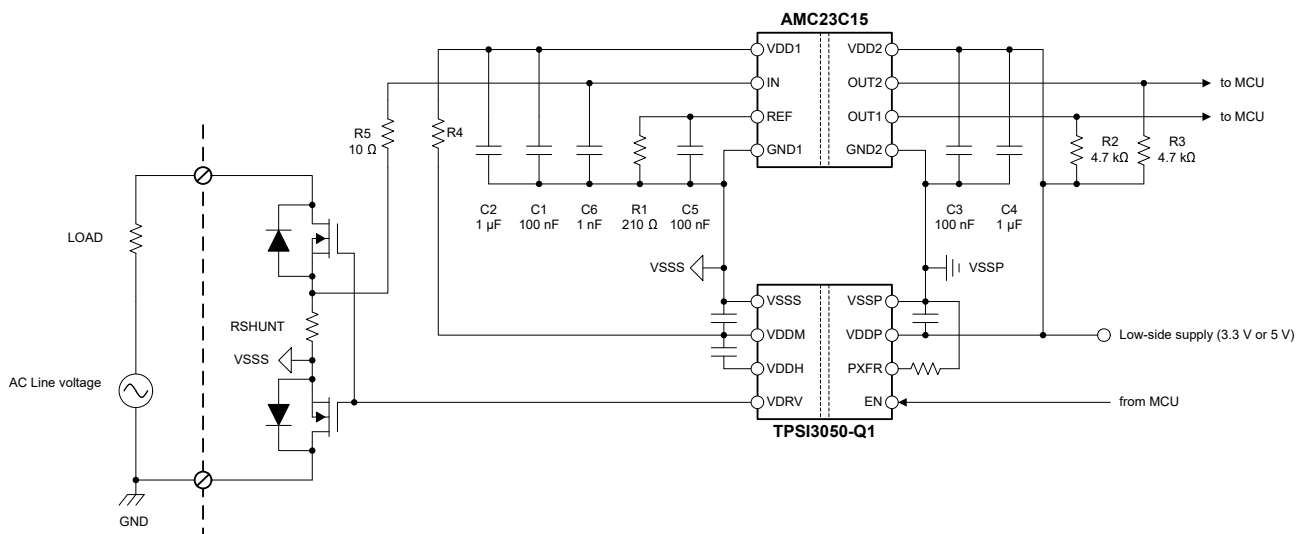 AMC23C15
VDD1
VDD2
IN
OUT2
to MCU
REF
OUT1
to MCU
GND1
GND2
R5
10 Ω
R4
R2
4.7 kΩ
R3
4.7 kΩ
C2
1 µF
C1
100 nF
C6
1 nF
R1
210 Ω
C5
100 nF
C3
100 nF
C4
1 µF
LOAD
VSSS
VSSP
VSSS
VSSP
RSHUNT
VDDM
VDDP
Low-side supply (3.3 V or 5 V)
VSSS
VDDH
PXFR
AC Line voltage
VDRV
EN
from MCU
TPSI3050-Q1
GND